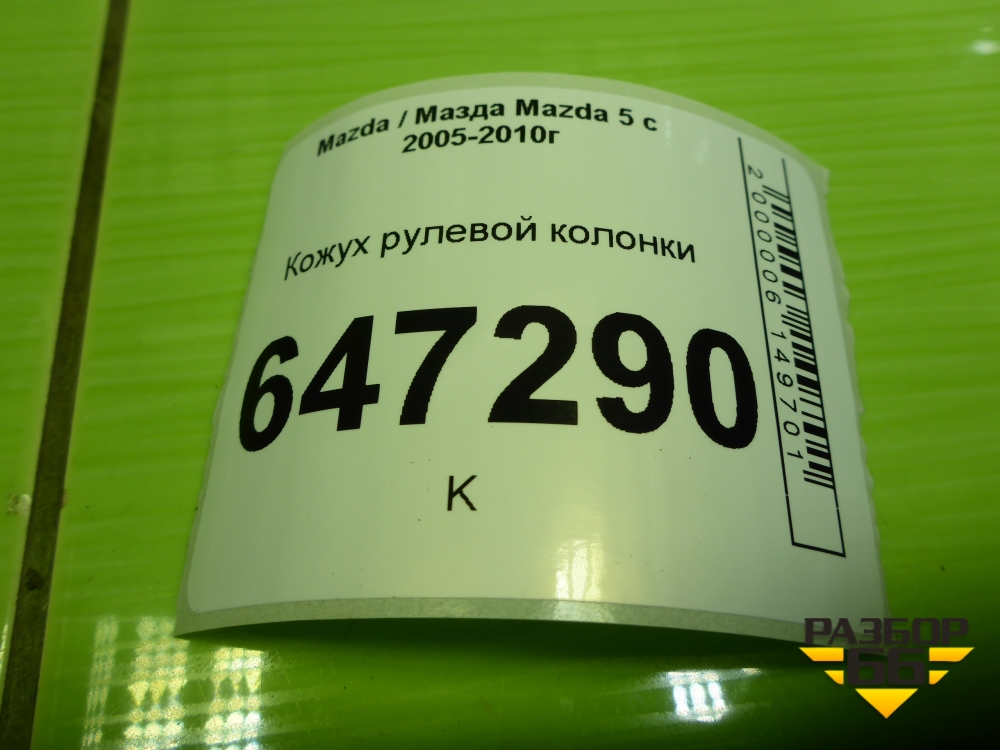 Mazda / Мазда Mazda 5 с
2005-2010г
Кожух рулевой колонки
647290
К
2000006149701
РАЗБОР
66